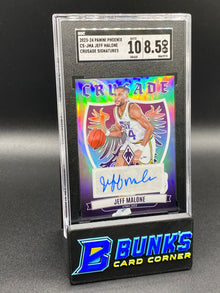 2023-24 PANINI PHOENIX
CS-JMA JEFF MALONE
CRUSADE SIGNATURES
10 8.5
CRUSADE
24
JEFF MALONE
BUNK'S
CARD CORNER